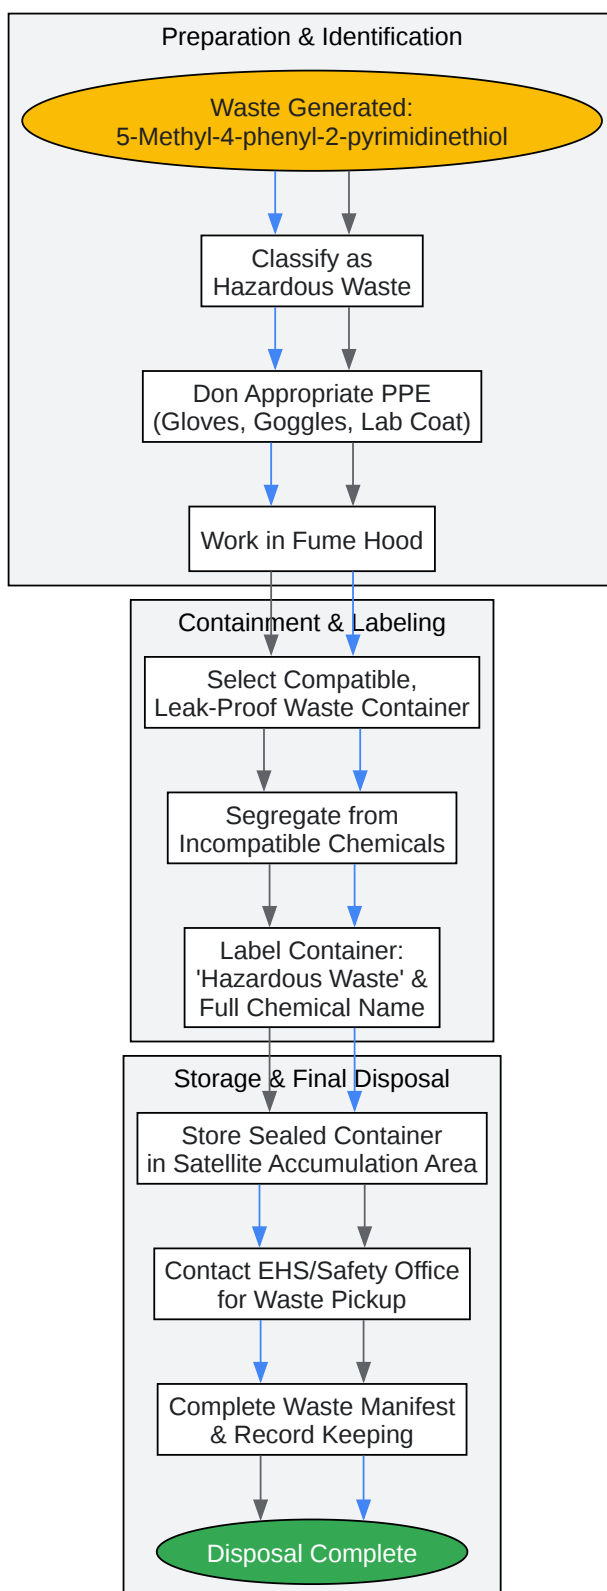 Preparation & Identification
Waste Generated:
5-Methyl-4-phenyl-2-pyrimidinethiol
Classify as
Hazardous Waste
Don Appropriate PPE
(Gloves, Goggles, Lab Coat)
Work in Fume Hood
Containment & Labeling
Select Compatible,
Leak-Proof Waste Container
Segregate from
Incompatible Chemicals
Label Container:
'Hazardous Waste' &
Full Chemical Name
Storage & Final Disposal
Store Sealed Container
in Satellite Accumulation Area
Contact EHS/Safety Office
for Waste Pickup
Complete Waste Manifest
& Record Keeping
Disposal Complete